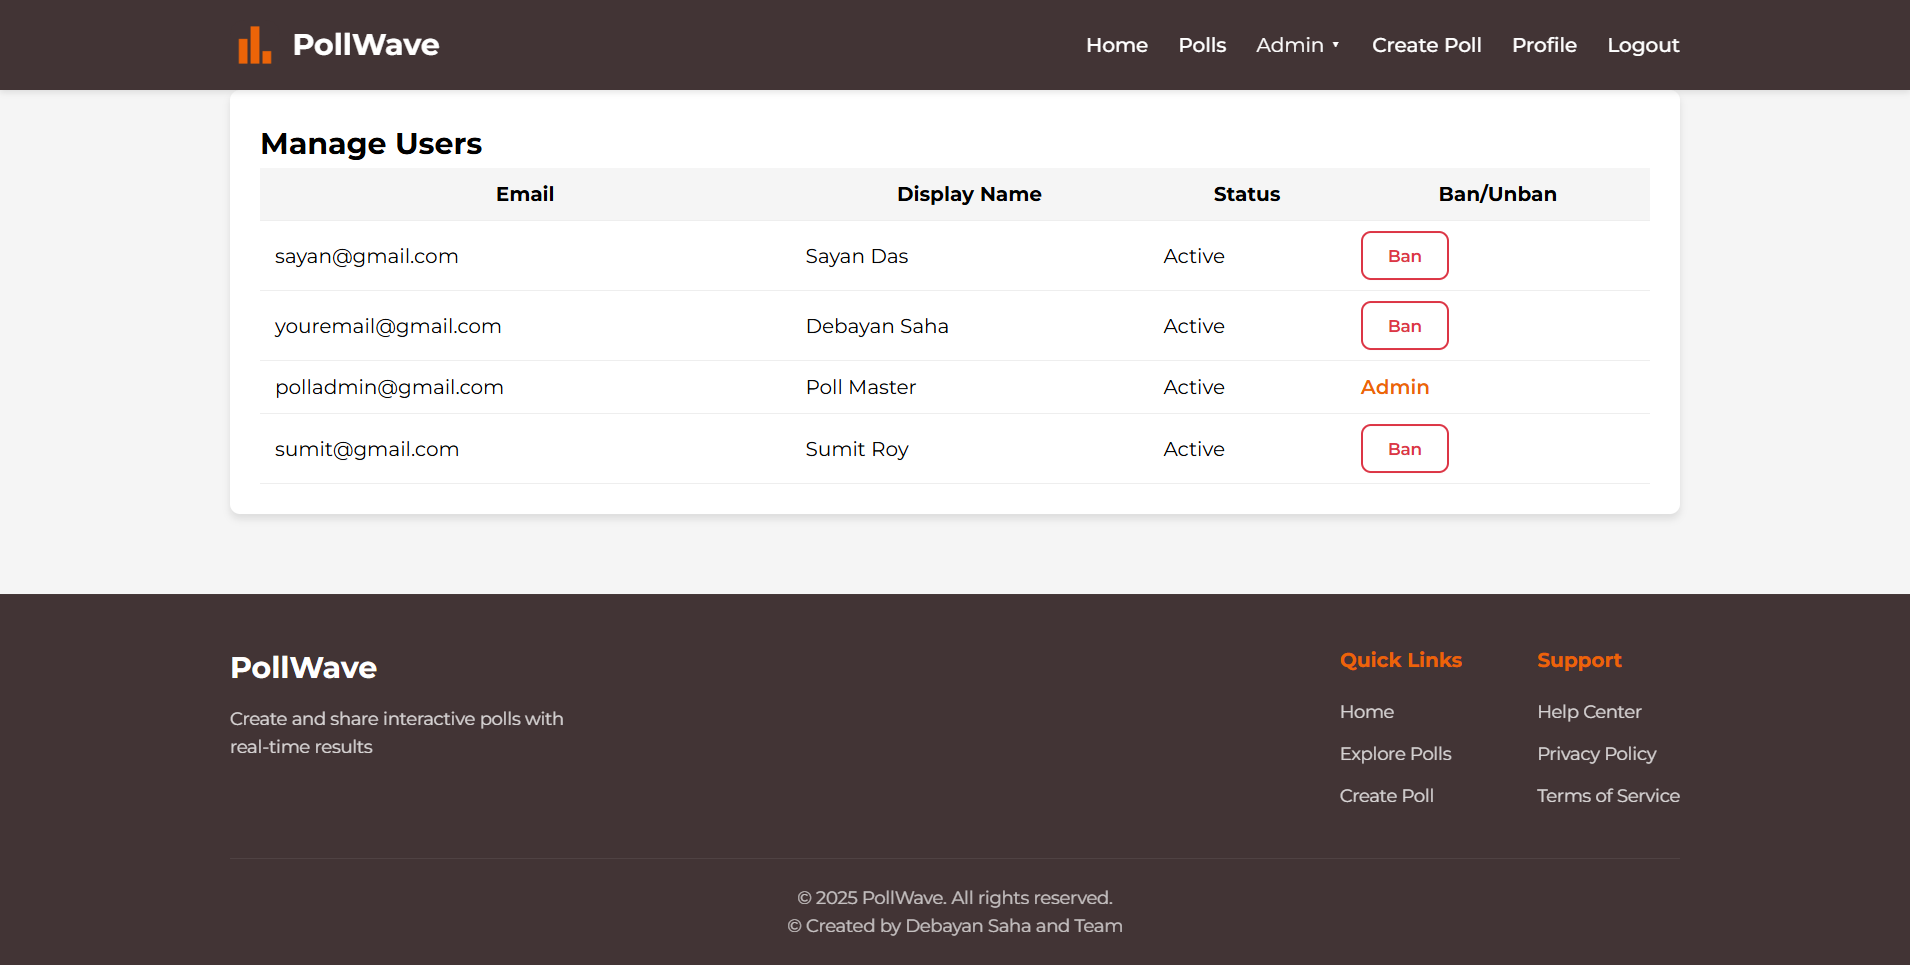 PollWave
Home Polls Admin ▼ Create Poll Profile Logout
Manage Users
Email Display Name Status Ban/Unban
sayan@gmail.com Sayan Das Active Ban
youremail@gmail.com Debayan Saha Active Ban
polladmin@gmail.com Poll Master Active Admin
sumit@gmail.com Sumit Roy Active Ban
PollWave
Create and share interactive polls with
real-time results
Quick Links
Home
Explore Polls
Create Poll
Support
Help Center
Privacy Policy
Terms of Service
© 2025 PollWave. All rights reserved.
© Created by Debayan Saha and Team